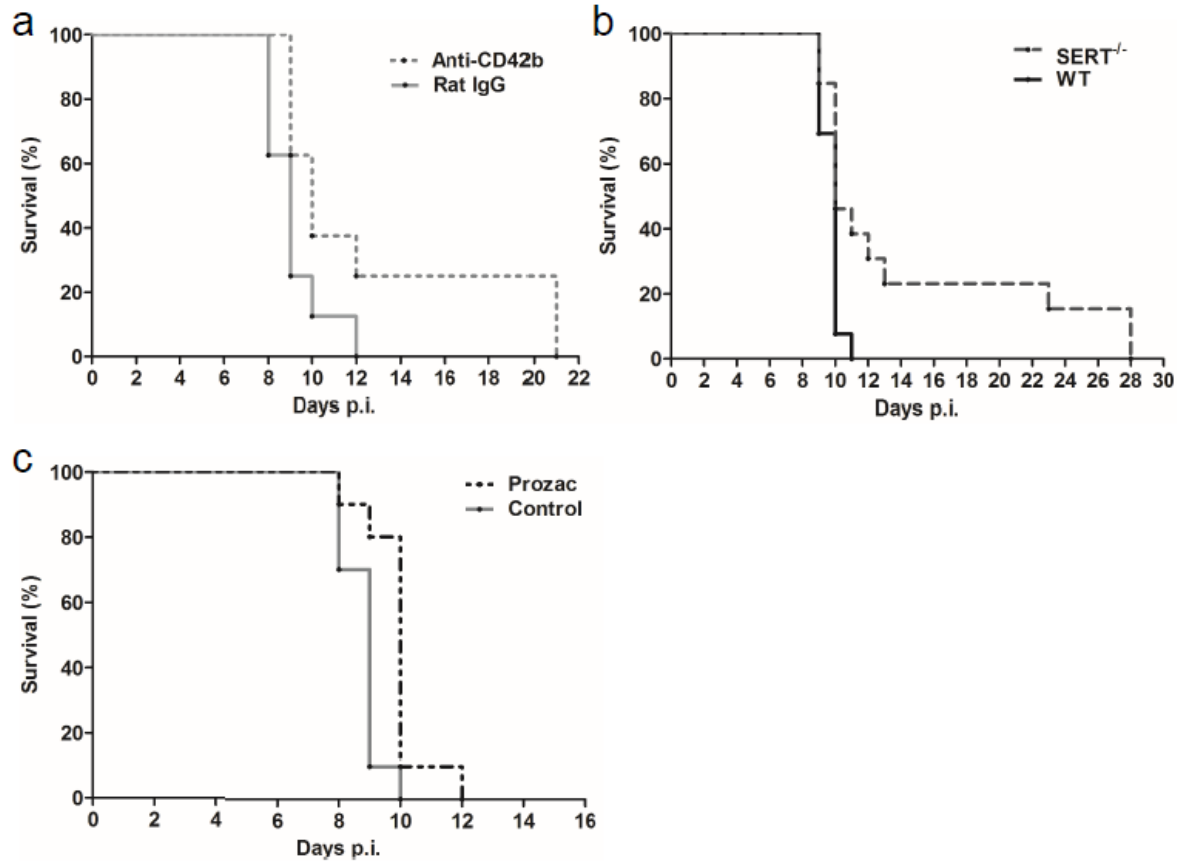 a
Anti-CD42b
Rat IgG
Survival (%)
100
80
60
40
20
0
0 2 4 6 8 10 12 14 16 18 20 22
Days p.i.
b
SERT-/-
WT
Survival (%)
100
80
60
40
20
0
0 2 4 6 8 10 12 14 16 18 20 22 24 26 28 30
Days p.i.
c
Prozac
Control
Survival (%)
100
80
60
40
20
0
0 2 4 6 8 10 12 14 16
Days p.i.